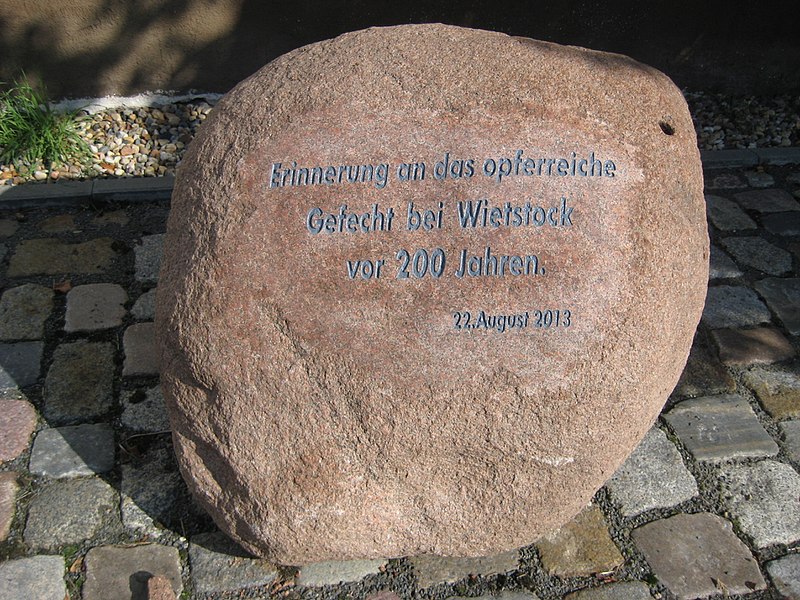 Erinnerung an das opferreiche
Gefecht bei Wietstock
vor 200 Jahren.
22.August 2013